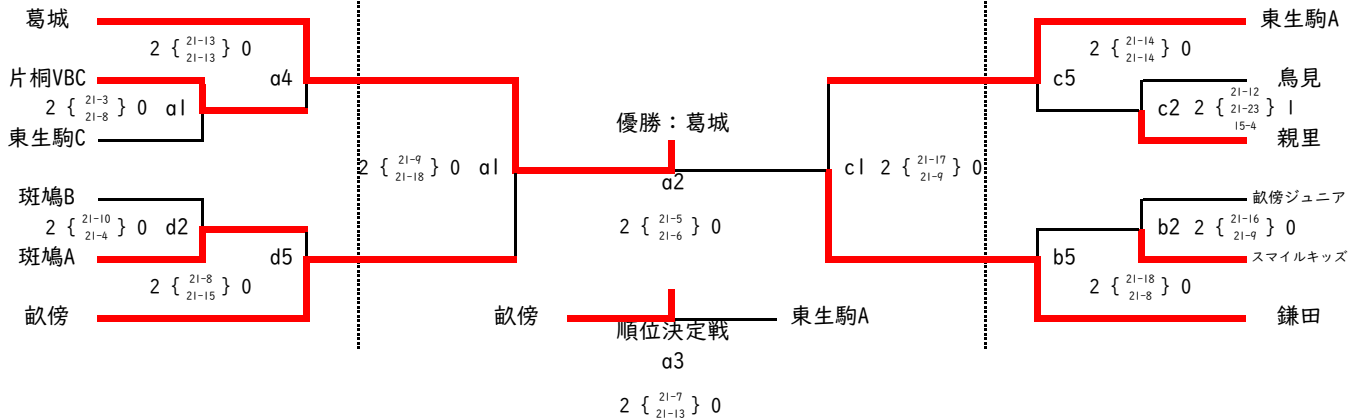 葛城
2 { 21-13 21-13 } 0
a4
片桐VBC
2 { 21-3 21-8 } 0 a1
東生駒C
斑鳩B
2 { 21-10 21-4 } 0 d2
斑鳩A
d5
2 { 21-8 21-15 } 0
畝傍
2 { 21-9 21-18 } 0 a1
優勝：葛城
a2
2 { 21-5 21-6 } 0
畝傍
東生駒A
順位決定戦
a3
2 { 21-7 21-13 } 0
c1 2 { 21-17 21-9 } 0
東生駒A
2 { 21-14 21-14 } 0
c5
鳥見
c2 2 { 21-12 21-23 15-4 } 1
親里
畝傍ジュニア
b2 2 { 21-16 21-9 } 0
スマイルキッズ
b5
2 { 21-18 21-8 } 0
鎌田